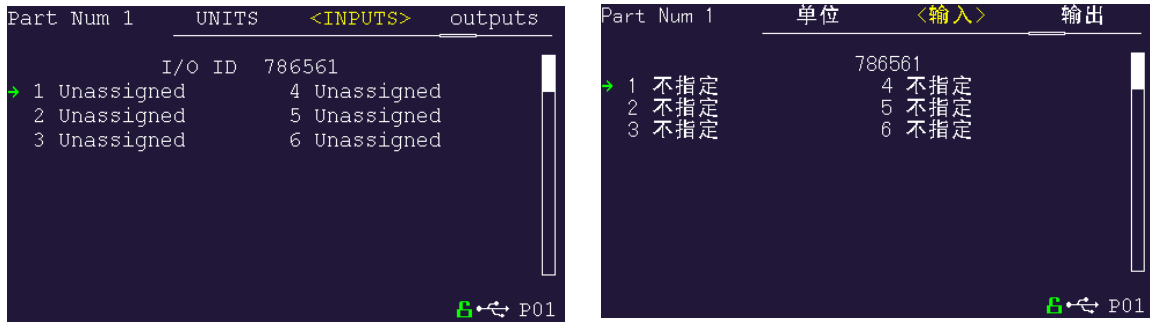 Part Num 1 UNITS <INPUTS> outputs
I/O ID 786561
1 Unassigned 4 Unassigned
2 Unassigned 5 Unassigned
3 Unassigned 6 Unassigned
P01
Part Num 1 单位 <输入> 输出
786561
1 不指定 4 不指定
2 不指定 5 不指定
3 不指定 6 不指定
P01